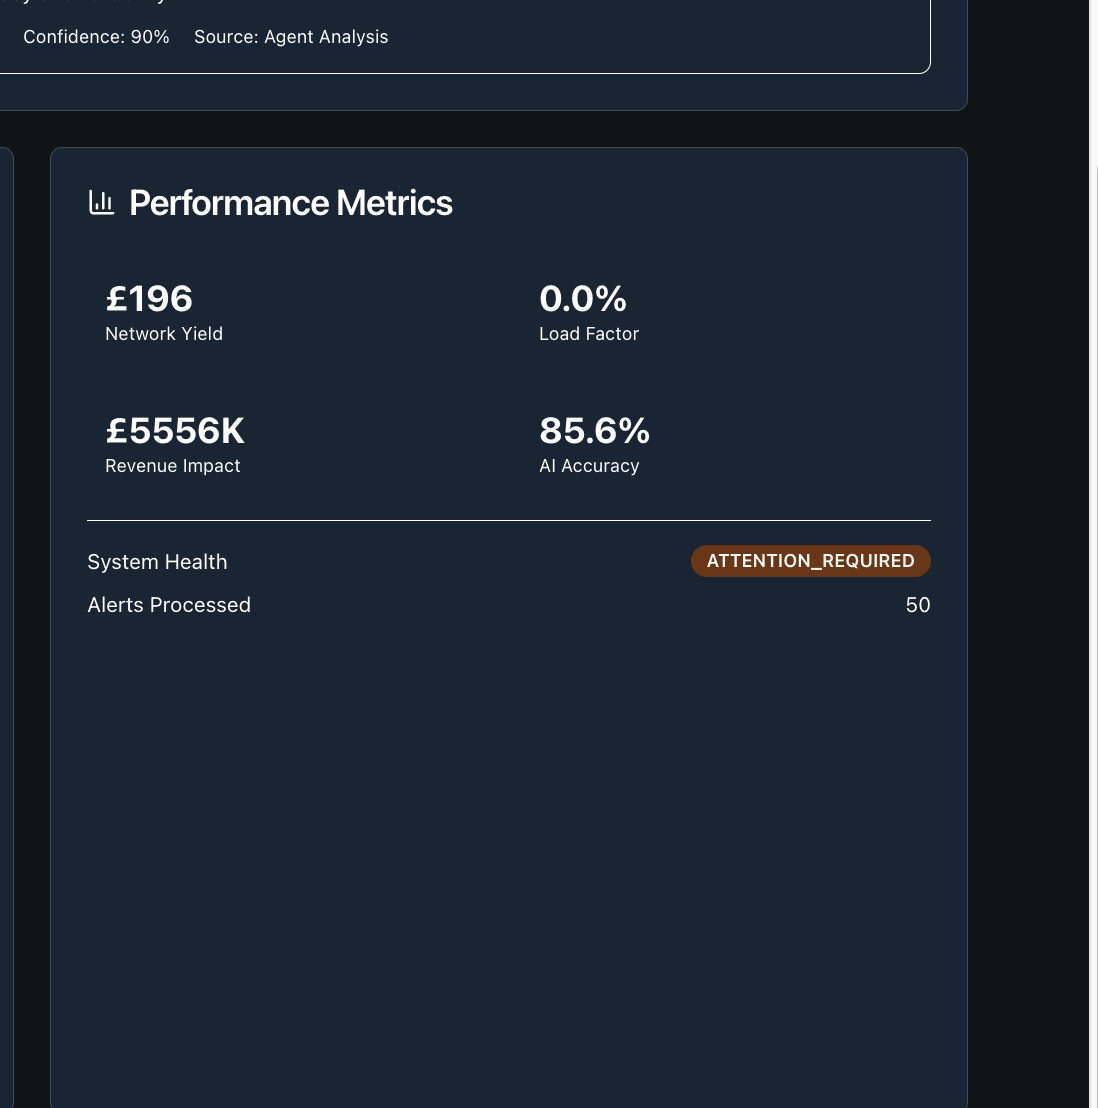 Confidence: 90% Source: Agent Analysis
Performance Metrics
£196
Network Yield
0.0%
Load Factor
£5556K
Revenue Impact
85.6%
AI Accuracy
System Health ATTENTION_REQUIRED
Alerts Processed 50